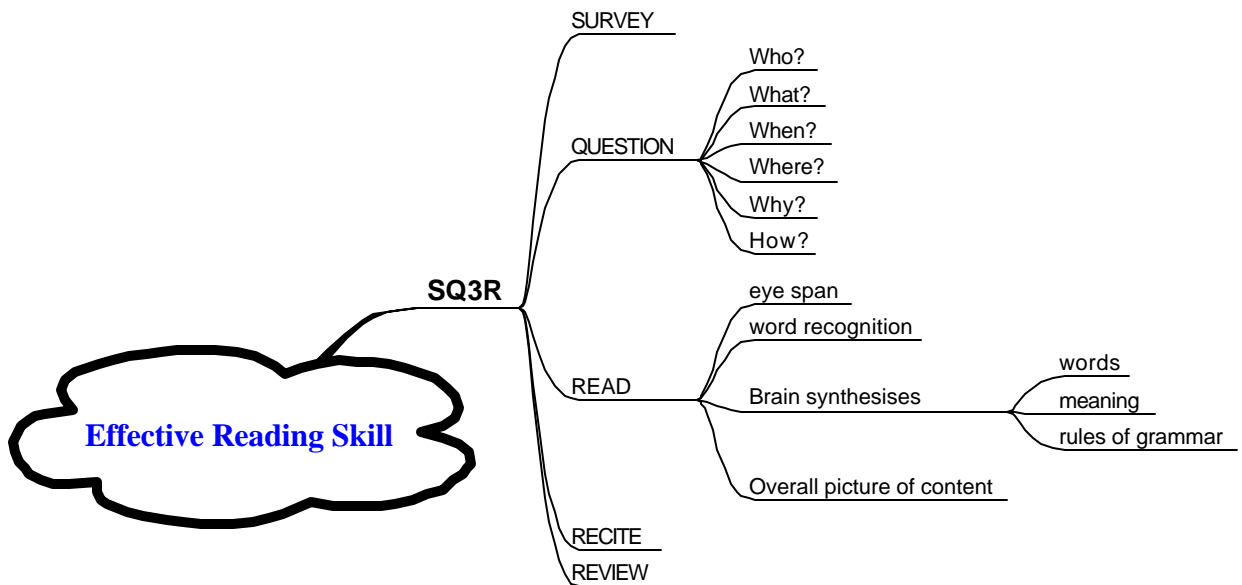 SURVEY
Who?
What?
When?
QUESTION
Where?
Why?
How?
SQ3R
eye span
word recognition
READ
Brain synthesises
words
meaning
rules of grammar
Overall picture of content
Effective Reading Skill
RECITE
REVIEW